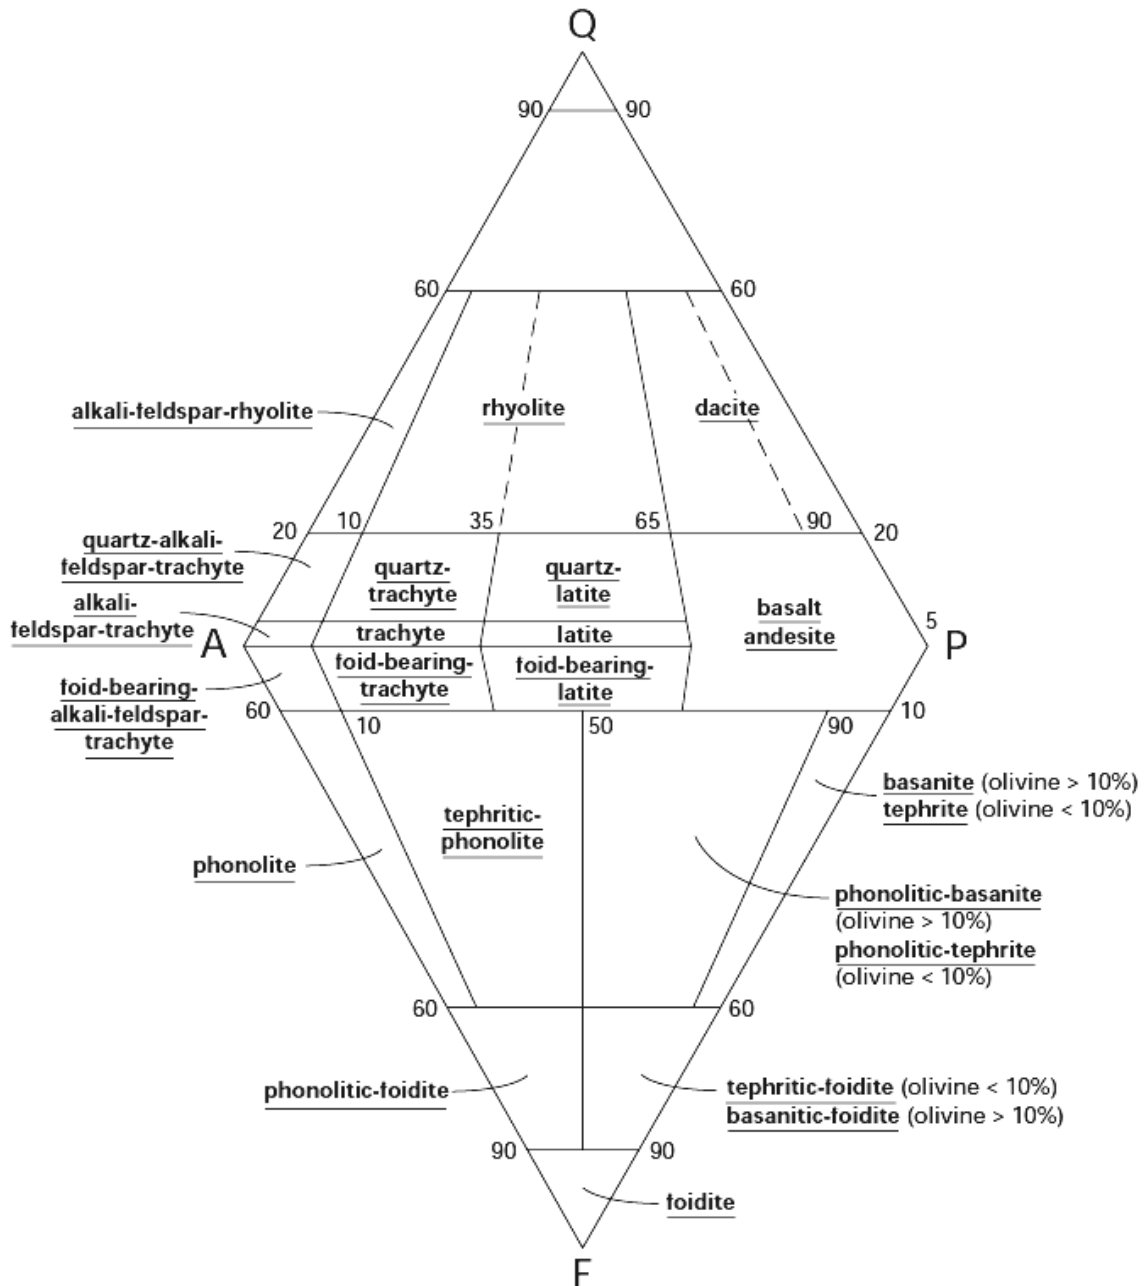 Q
90 90
60 60
alkali-feldspar-rhyolite
rhyolite
dacite
20 10 35 65 90 20
quartz-alkali-
feldspar-trachyte
quartz-
trachyte
quartz-
latite
alkali-
feldspar-trachyte
basalt
andesite
5
trachyte
latite
A
P
foid-bearing-
trachyte
foid-bearing-
latite
foid-bearing-
alkali-feldspar-
trachyte
60 10 50 90 10
basanite (olivine > 10%)
tephrite (olivine < 10%)
tephritic-
phonolite
phonolite
phonolitic-basanite
(olivine > 10%)
phonolitic-tephrite
(olivine < 10%)
60 60
phonolitic-foidite
tephritic-foidite (olivine < 10%)
basanitic-foidite (olivine > 10%)
90 90
foidite
F